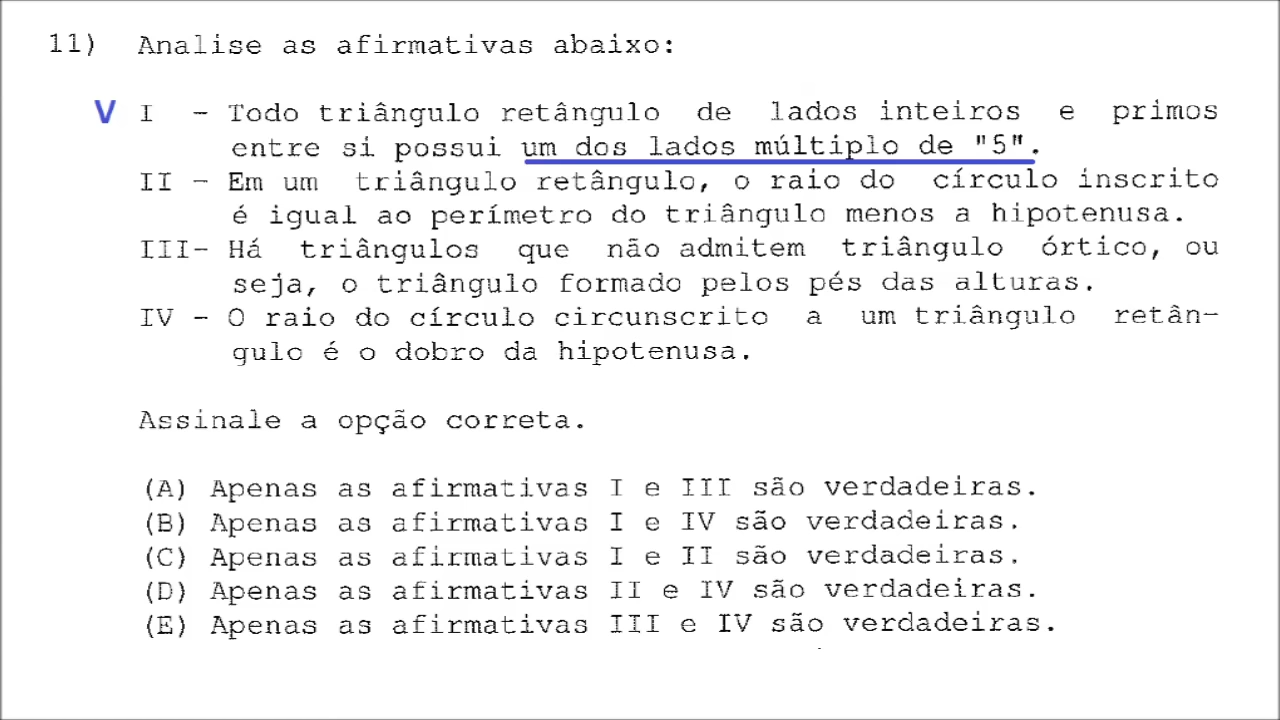 11) Analise as afirmativas abaixo:
V I - Todo triângulo retângulo de lados inteiros e primos
entre si possui um dos lados múltiplo de "5".
II - Em um triângulo retângulo, o raio do círculo inscrito
é igual ao perímetro do triângulo menos a hipotenusa.
III- Há triângulos que não admitem triângulo órtico, ou
seja, o triângulo formado pelos pés das alturas.
IV - O raio do círculo circunscrito a um triângulo retân-
gulo é o dobro da hipotenusa.
Assinale a opção correta.
(A) Apenas as afirmativas I e III são verdadeiras.
(B) Apenas as afirmativas I e IV são verdadeiras.
(C) Apenas as afirmativas I e II são verdadeiras.
(D) Apenas as afirmativas II e IV são verdadeiras.
(E) Apenas as afirmativas III e IV são verdadeiras.